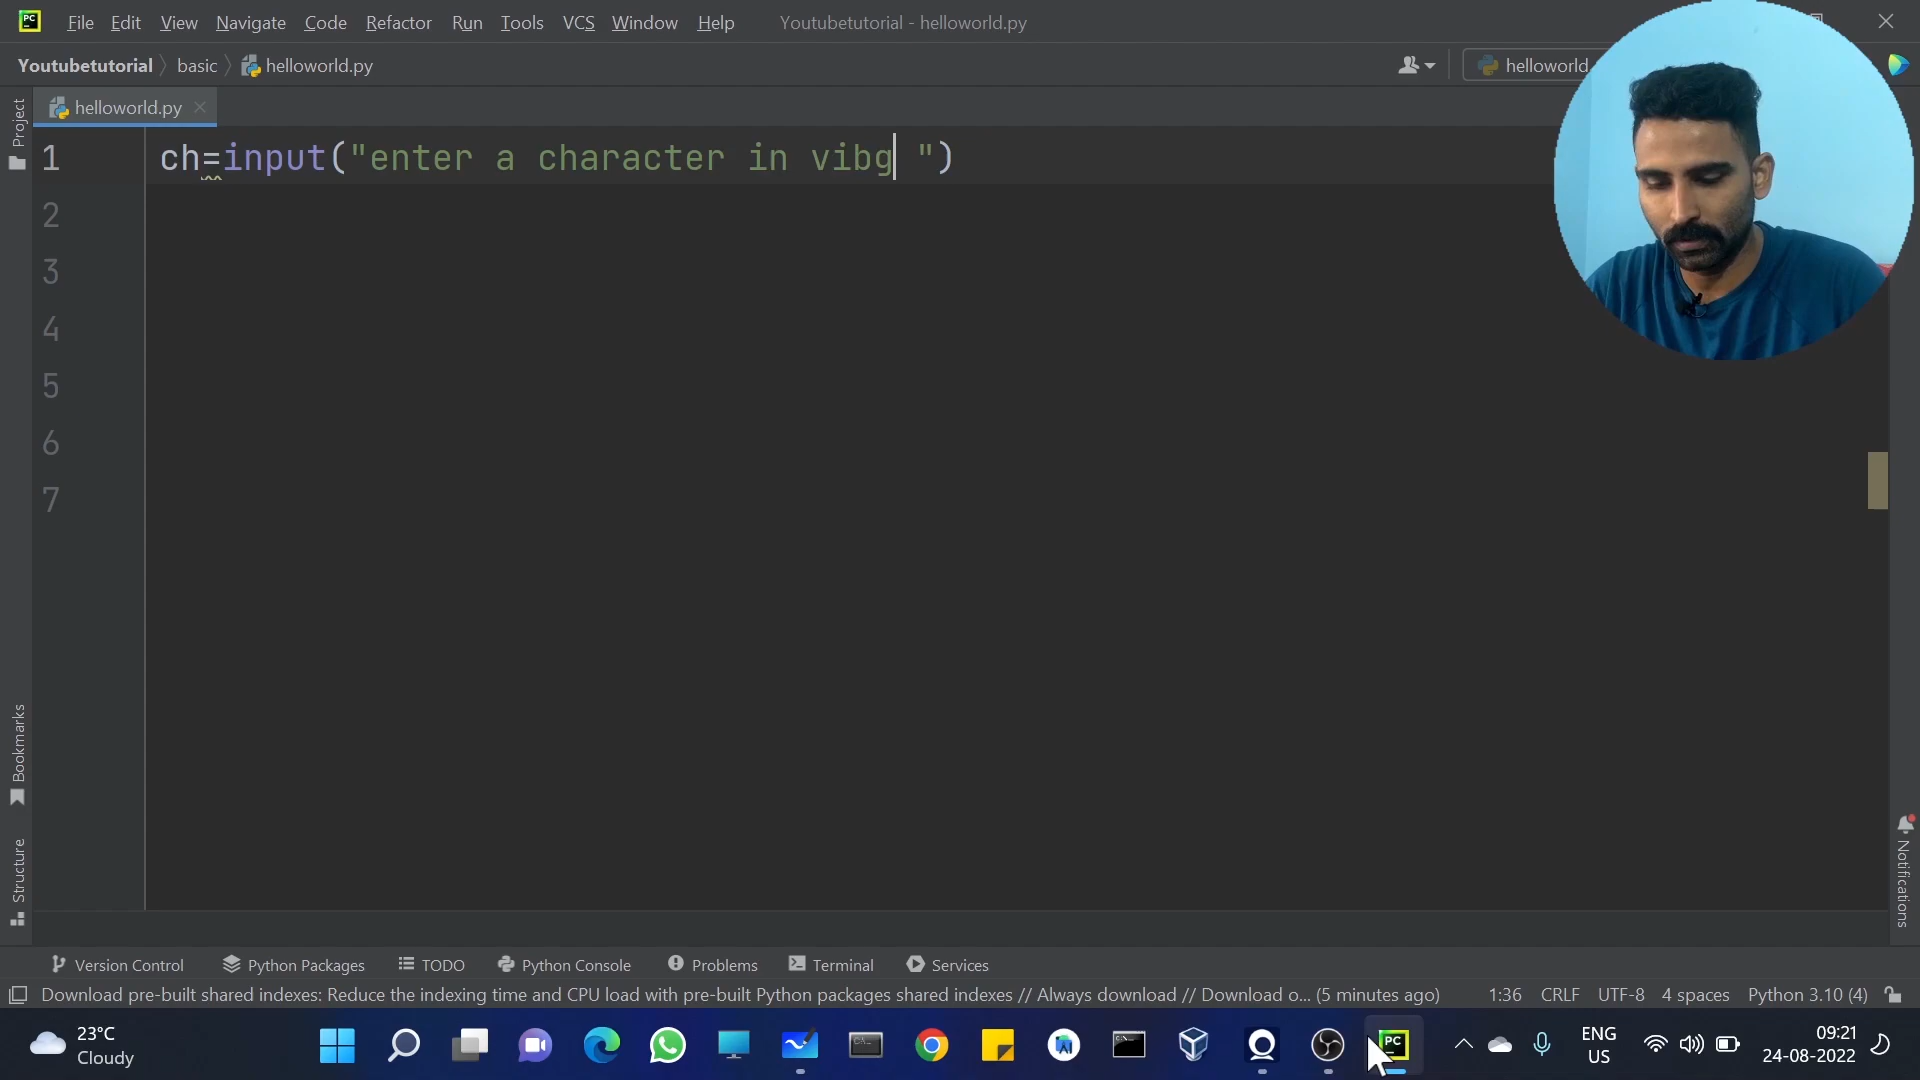 File Edit View Navigate Code Refactor Run Tools VCS Window Help Youtubetutorial - helloworld.py
Youtubetutorial basic helloworld.py helloworld
helloworld.py
Project
1 ch=input("enter a character in vibg ")
2
3
4
5
6
7
Bookmarks
Structure
Notifications
Version Control Python Packages TODO Python Console Problems Terminal Services
Download pre-built shared indexes: Reduce the indexing time and CPU load with pre-built Python packages shared indexes // Always download // Download o... (5 minutes ago) 1:36 CRLF UTF-8 4 spaces Python 3.10 (4)
23°C
Cloudy
PC
ENG
US
09:21
24-08-2022